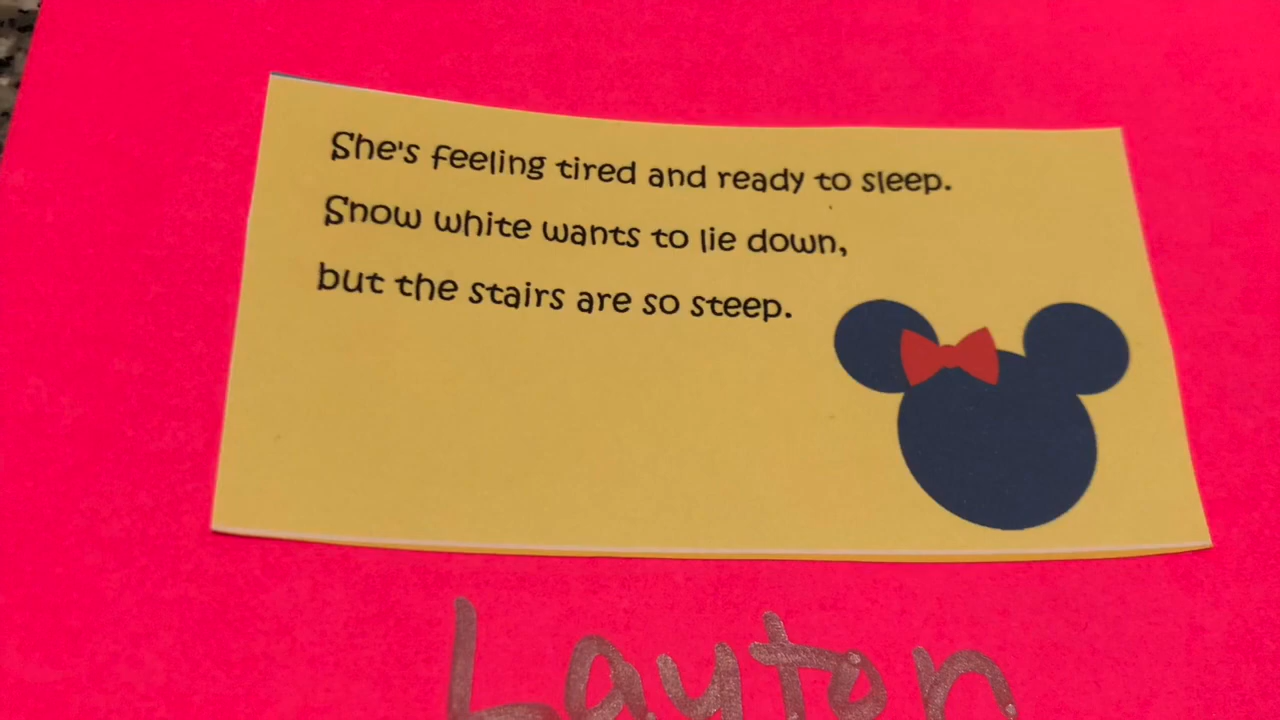 She's feeling tired and ready to sleep.
Snow white wants to lie down,
but the stairs are so steep.
Layton